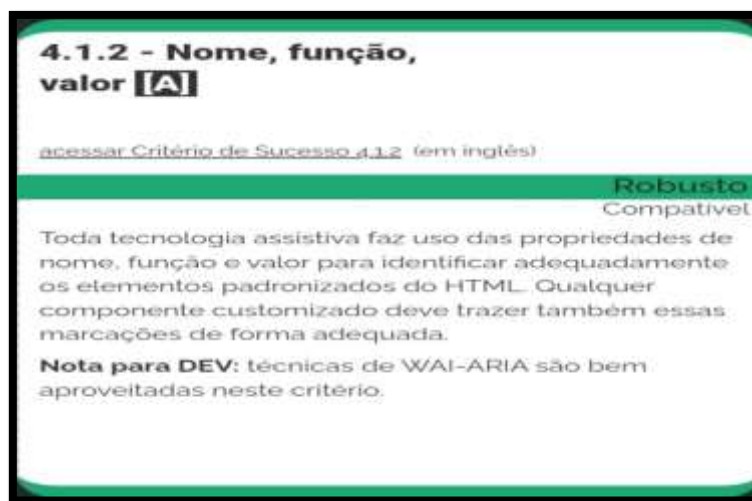 4.1.2 - Nome, função,
valor [A]
acessar Critério de Sucesso 4.1.2 (em inglês)
Robusto
Compatível
Toda tecnologia assistiva faz uso das propriedades de
nome, função e valor para identificar adequadamente
os elementos padronizados do HTML. Qualquer
componente customizado deve trazer também essas
marcações de forma adequada.
Nota para DEV: técnicas de WAI-ARIA são bem
aproveitadas neste critério.